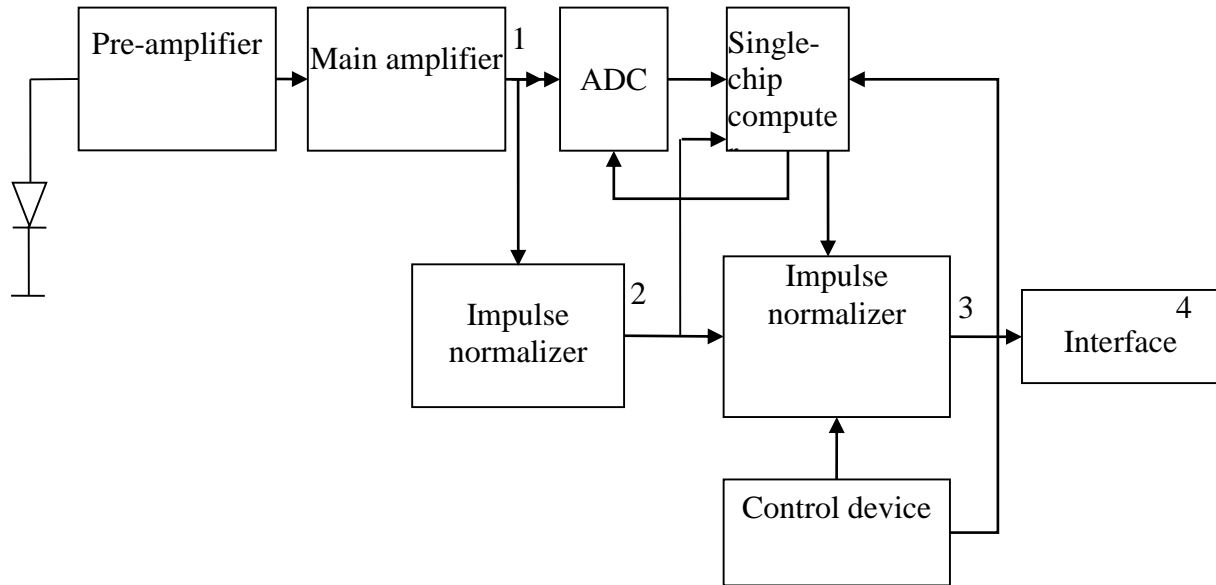 Pre-amplifier
Main amplifier
1
ADC
Single-
chip
compute
Impulse
normalizer
2
Impulse
normalizer
3
4
Interface
Control device